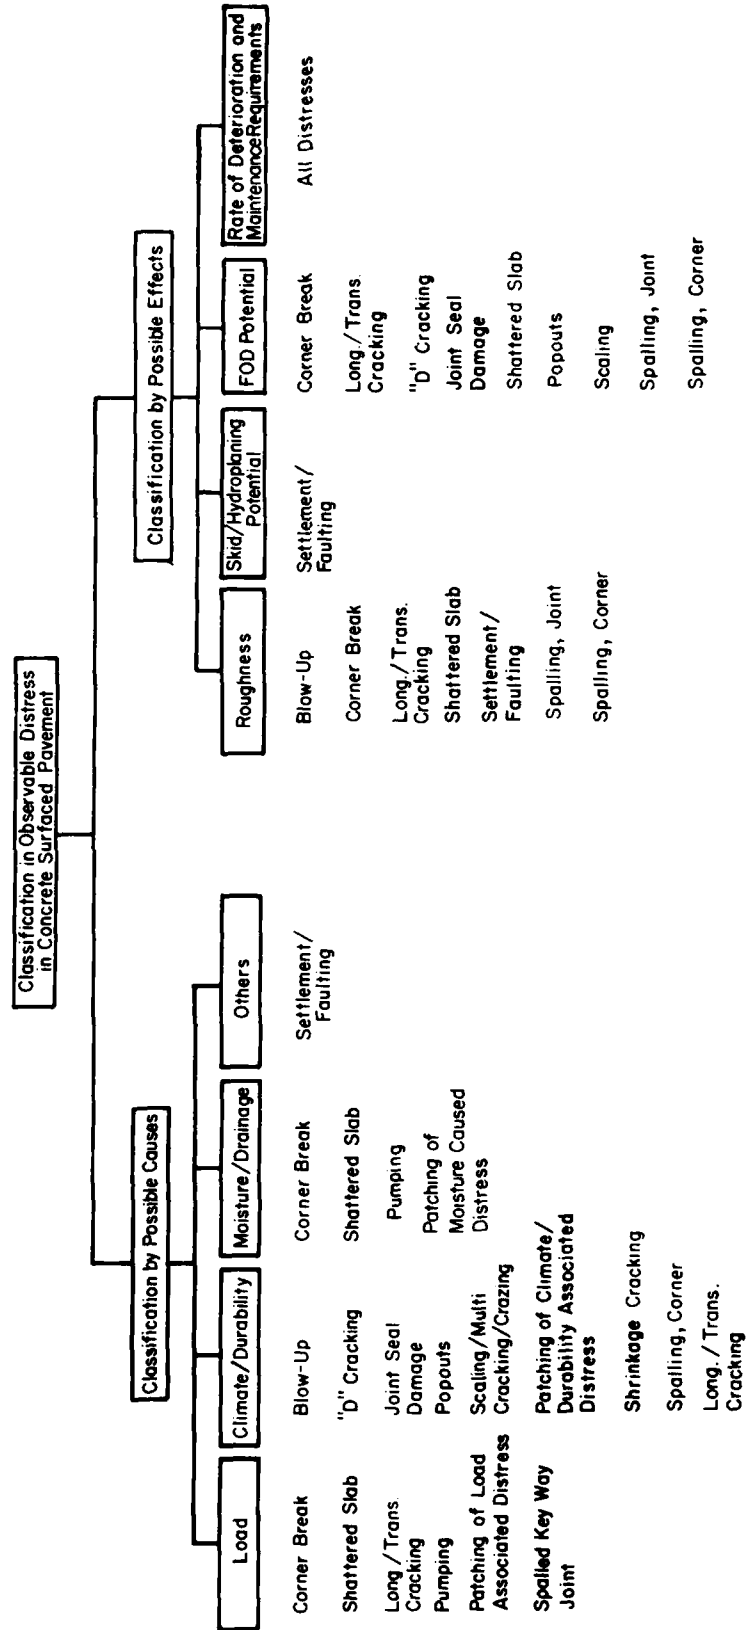 Classification in Observable Distress
in Concrete Surfaced Pavement
Classification by Possible Causes
Load
Corner Break
Shattered Slab
Long / Trans.
Cracking
Pumping
Patching of Load
Associated Distress
Spalled Key Way
Joint
Climate/Durability
Blow-Up
"D" Cracking
Joint Seal
Damage
Popouts
Scaling/Multi
Cracking/Crazing
Patching of Climate/
Durability Associated
Distress
Shrinkage Cracking
Spalling, Corner
Long. / Trans.
Cracking
Moisture/Drainage
Corner Break
Shattered Slab
Pumping
Patching of
Moisture Caused
Distress
Others
Settlement/
Faulting
Classification by Possible Effects
Roughness
Blow-Up
Corner Break
Long./Trans.
Cracking
Shattered Slab
Settlement/
Faulting
Spalling, Joint
Spalling, Corner
Skid/Hydroplaning
Potential
Settlement/
Faulting
FOD Potential
Corner Break
Long./Trans.
Cracking
"D" Cracking
Joint Seal
Damage
Shattered Slab
Popouts
Scaling
Spalling, Joint
Spalling, Corner
Rate of Deterioration and
Maintenance Requirements
All Distresses